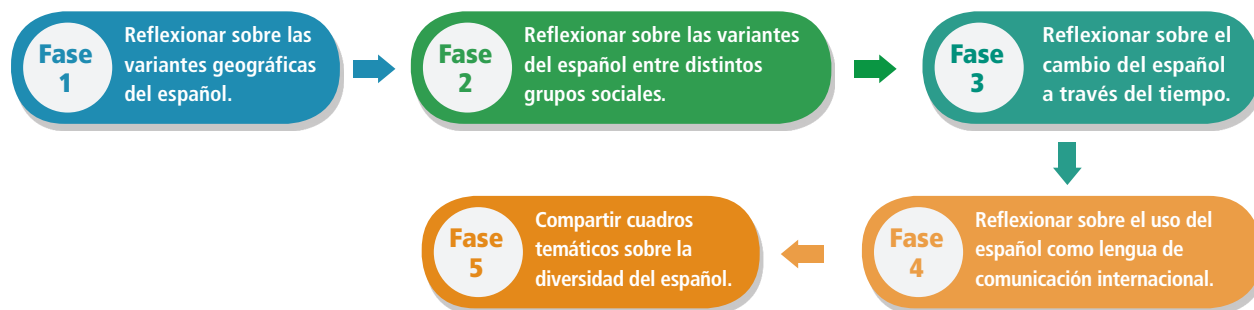 Fase
1
Reflexionar sobre las
variantes geográficas
del español.
Fase
2
Reflexionar sobre las variantes
del español entre distintos
grupos sociales.
Fase
3
Reflexionar sobre el
cambio del español
a través del tiempo.
Fase
4
Reflexionar sobre el uso del
español como lengua de
comunicación internacional.
Fase
5
Compartir cuadros
temáticos sobre la
diversidad del español.